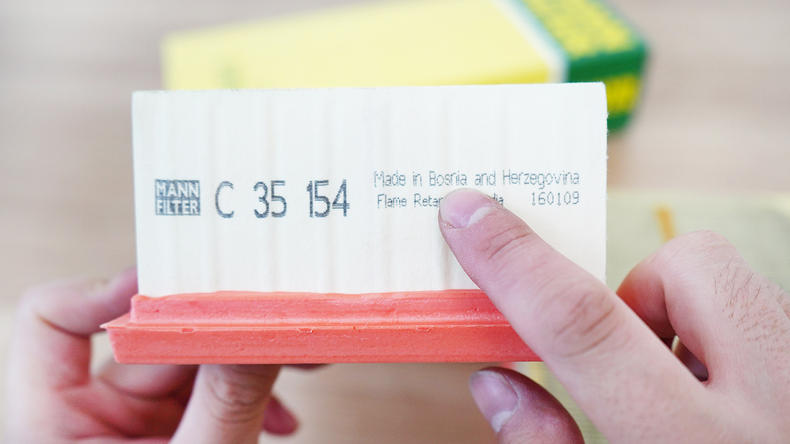 MANN
FILTER
C 35 154
Made in Bosnia and Herzegovina
Flame 160109